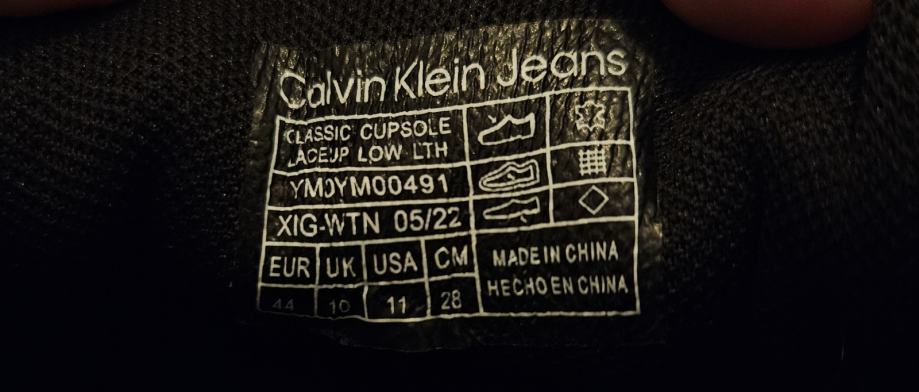 Calvin Klein Jeans
CLASSIC CUPSOLE
LACEUP LOW LTH
YM0YM00491
XIG-WTN 05/22
EUR UK USA CM
44 10 11 28
MADE IN CHINA
HECHO EN CHINA